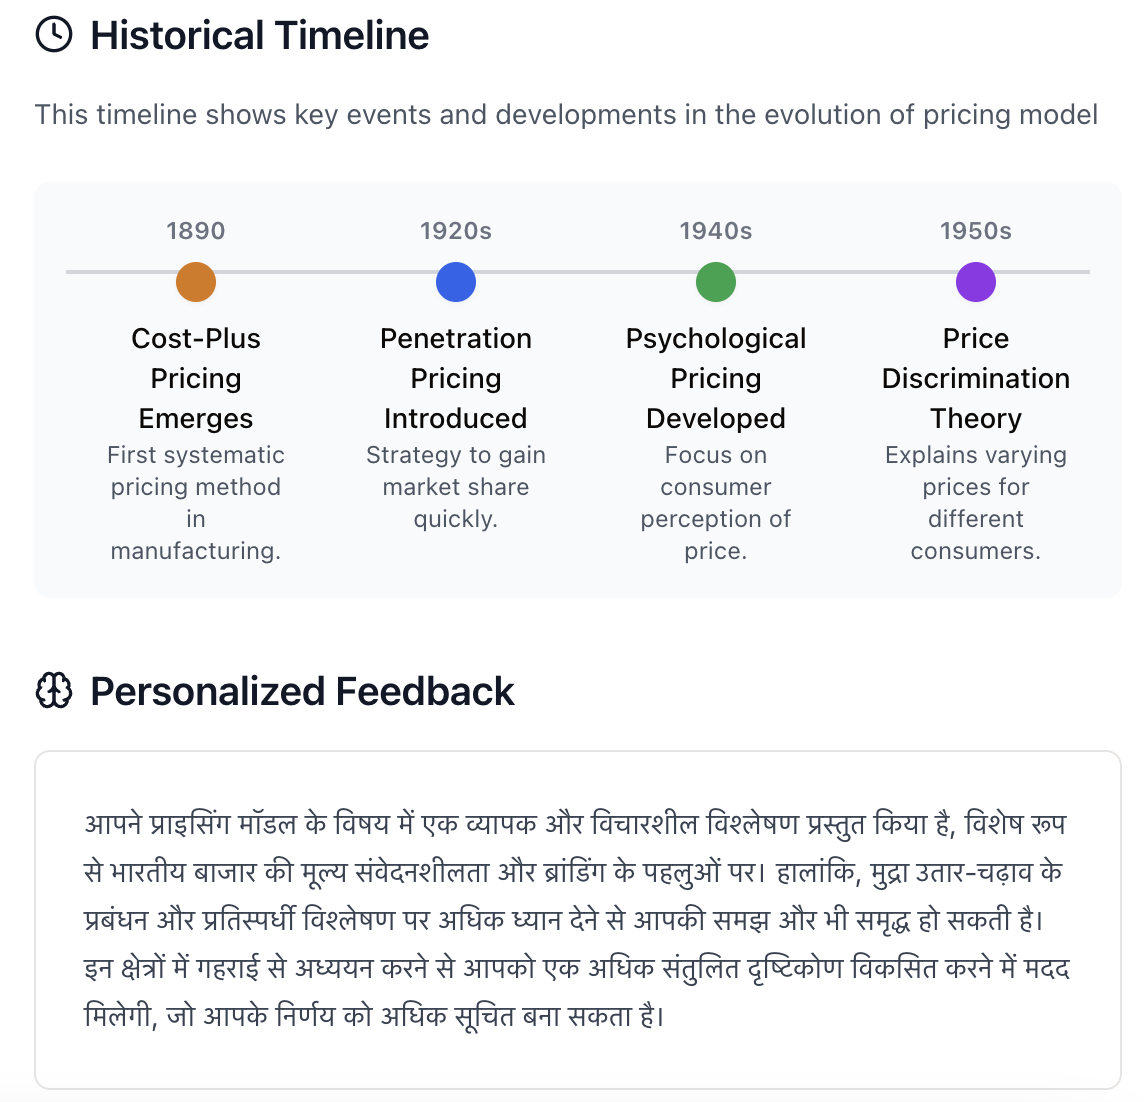 Historical Timeline
This timeline shows key events and developments in the evolution of pricing model
1890
Cost-Plus
Pricing
Emerges
First systematic
pricing method
in
manufacturing.
1920s
Penetration
Pricing
Introduced
Strategy to gain
market share
quickly.
1940s
Psychological
Pricing
Developed
Focus on
consumer
perception of
price.
1950s
Price
Discrimination
Theory
Explains varying
prices for
different
consumers.
Personalized Feedback
आपने प्राइसिंग मॉडल के विषय में एक व्यापक और विचारशील विश्लेषण प्रस्तुत किया है, विशेष रूप
से भारतीय बाजार की मूल्य संवेदनशीलता और ब्रांडिंग के पहलुओं पर। हालांकि, मुद्रा उतार-चढ़ाव के
प्रबंधन और प्रतिस्पर्धी विश्लेषण पर अधिक ध्यान देने से आपकी समझ और भी समृद्ध हो सकती है।
इन क्षेत्रों में गहराई से अध्ययन करने से आपको एक अधिक संतुलित दृष्टिकोण विकसित करने में मदद
मिलेगी, जो आपके निर्णय को अधिक सूचित बना सकता है।